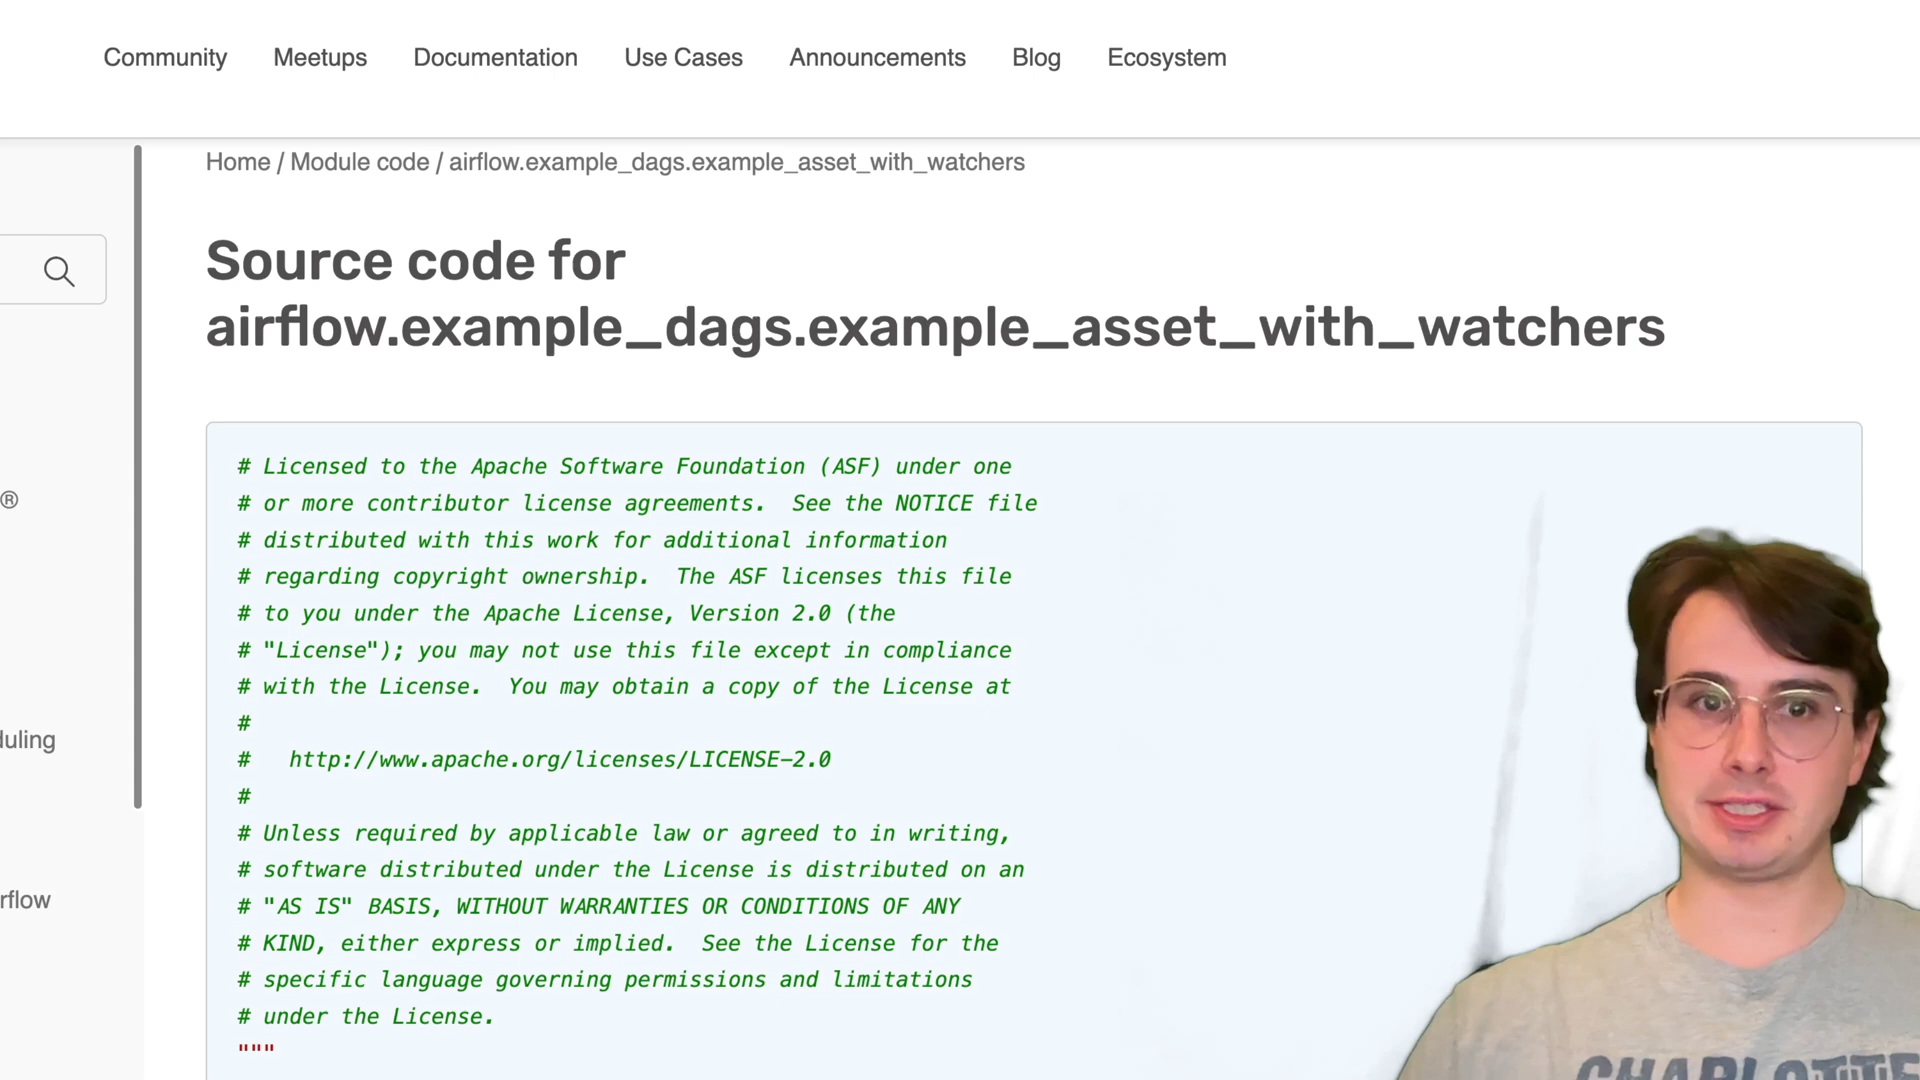 Community Meetups Documentation Use Cases Announcements Blog Ecosystem
Home / Module code / airflow.example_dags.example_asset_with_watchers
Source code for
airflow.example_dags.example_asset_with_watchers
# Licensed to the Apache Software Foundation (ASF) under one
# or more contributor license agreements.  See the NOTICE file
# distributed with this work for additional information
®
# regarding copyright ownership.  The ASF licenses this file
# to you under the Apache License, Version 2.0 (the
# "License"); you may not use this file except in compliance
# with the License.  You may obtain a copy of the License at
#
duling
#   http://www.apache.org/licenses/LICENSE-2.0
#
# Unless required by applicable law or agreed to in writing,
# software distributed under the License is distributed on an
rflow
# "AS IS" BASIS, WITHOUT WARRANTIES OR CONDITIONS OF ANY
# KIND, either express or implied.  See the License for the
# specific language governing permissions and limitations
# under the License.
"""
CHARLOTTE